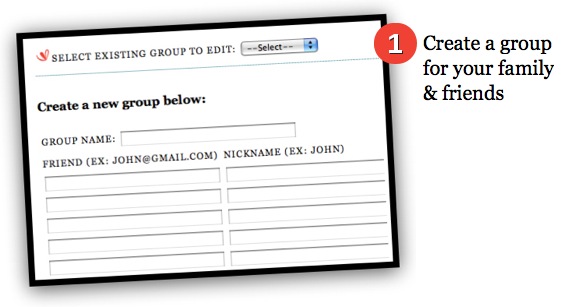 SELECT EXISTING GROUP TO EDIT: --Select--
Create a new group below:
GROUP NAME:
FRIEND (EX: JOHN@GMAIL.COM) NICKNAME (EX: JOHN)
1
Create a group
for your family
& friends